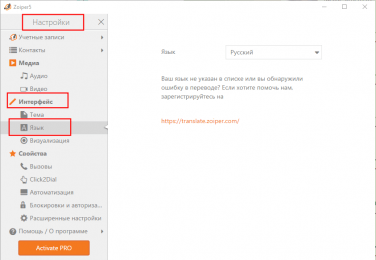 Zoiper5
Настройки
Учетные записи
Контакты
Медиа
Аудио
Видео
Интерфейс
Тема
Язык
Визуализация
Свойства
Вызовы
Click2Dial
Автоматизация
Блокировки и авториза...
Расширенные настройки
Помощь / О программе
Activate PRO
Язык
Русский
Ваш язык не указан в списке или вы обнаружили
ошибку в переводе? Если хотите помочь нам,
зарегистрируйтесь на
https://translate.zoiper.com/